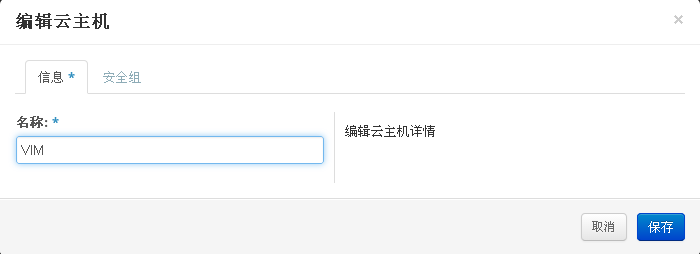 编辑云主机 ×
信息 * 安全组
名称: *
VIM
编辑云主机详情
取消 保存